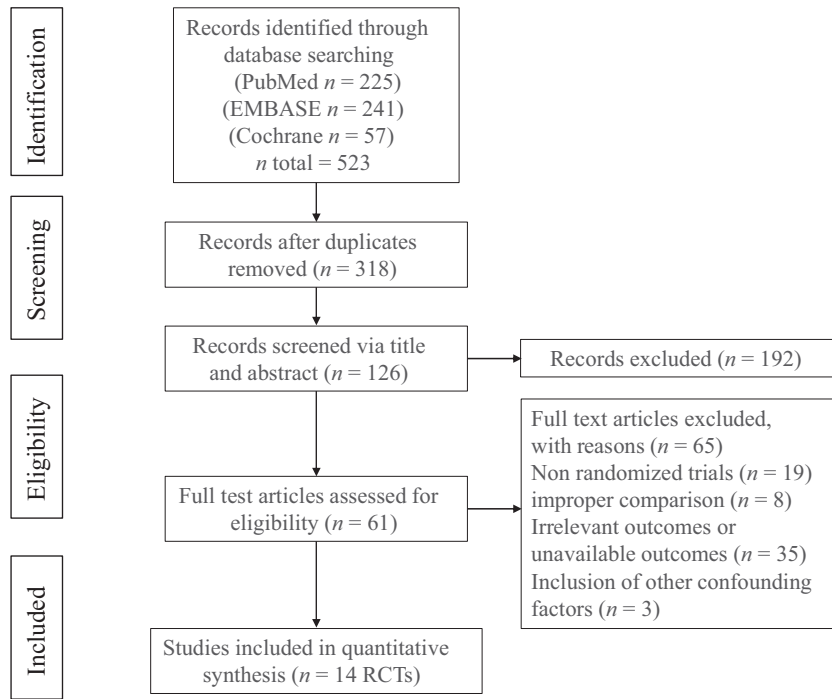 Identification
Records identified through
database searching
(PubMed n = 225)
(EMBASE n = 241)
(Cochrane n = 57)
n total = 523
Screening
Records after duplicates
removed (n = 318)
Records screened via title
and abstract (n = 126)
Records excluded (n = 192)
Eligibility
Full test articles assessed for
eligibility (n = 61)
Full text articles excluded,
with reasons (n = 65)
Non randomized trials (n = 19)
improper comparison (n = 8)
Irrelevant outcomes or
unavailable outcomes (n = 35)
Inclusion of other confounding
factors (n = 3)
Included
Studies included in quantitative
synthesis (n = 14 RCTs)